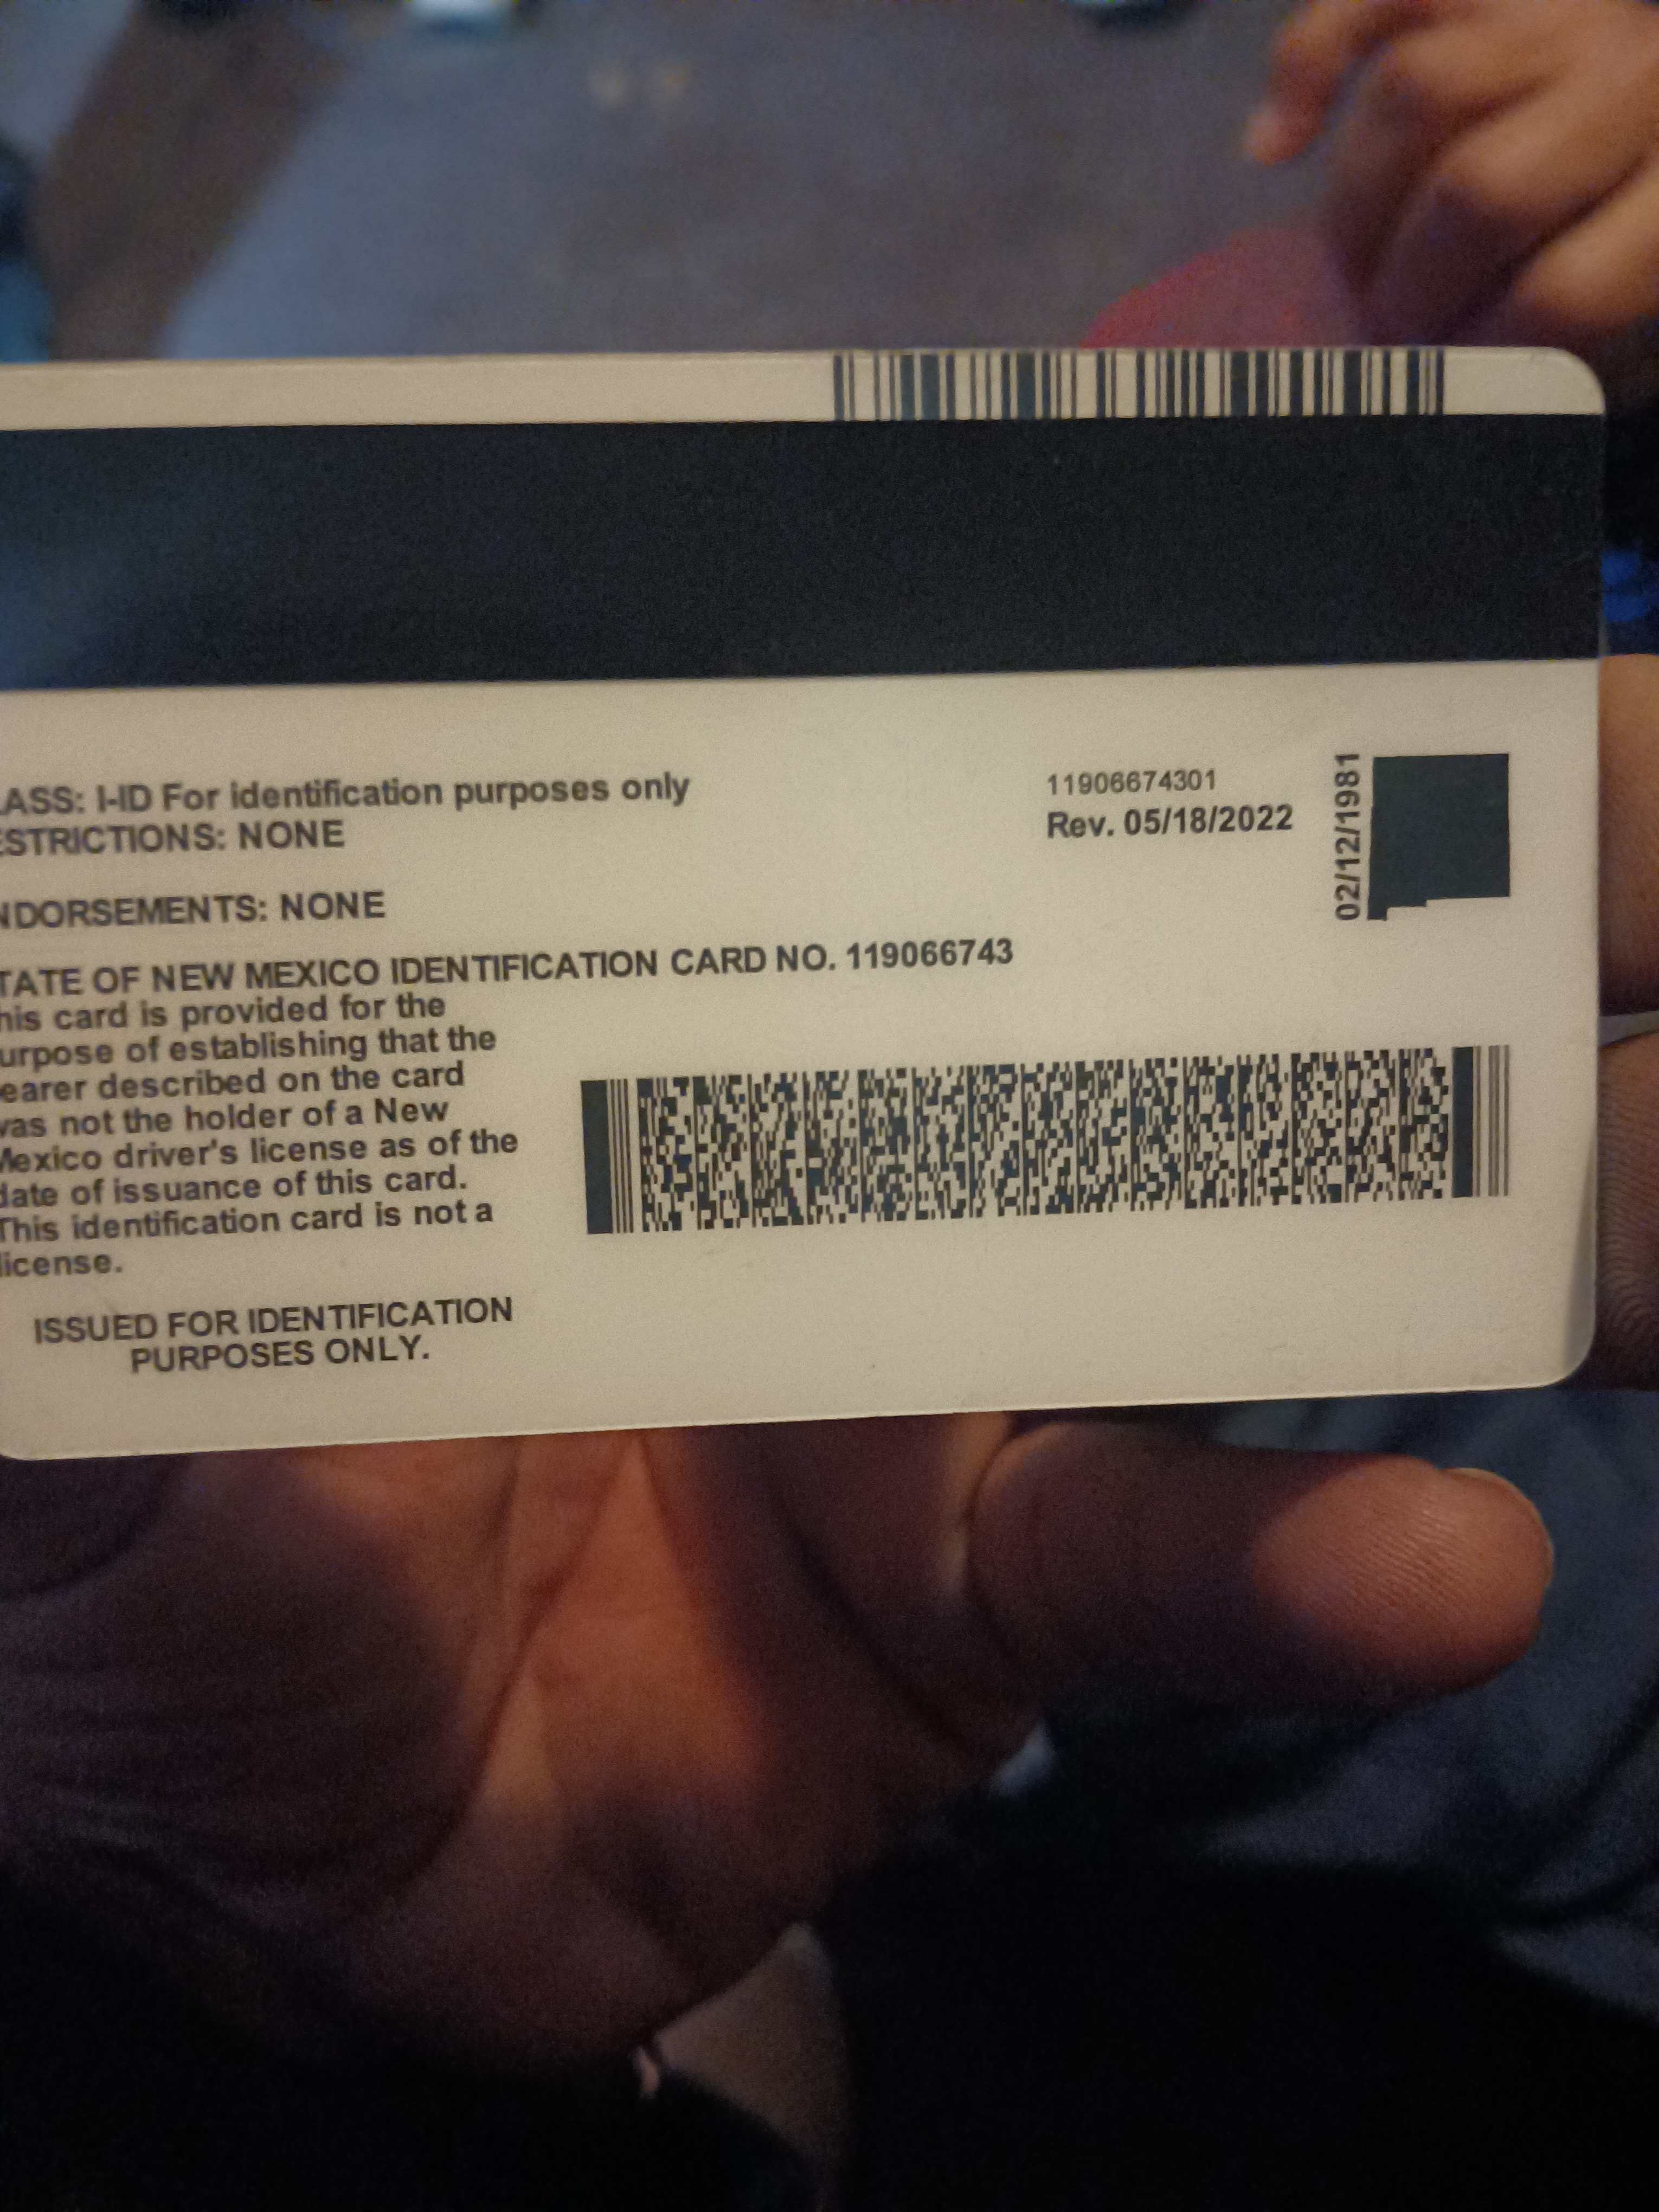 LASS: I-ID For identification purposes only
ESTRICTIONS: NONE
NDORSEMENTS: NONE
11906674301
Rev. 05/18/2022
02/12/1981
TATE OF NEW MEXICO IDENTIFICATION CARD NO. 119066743
his card is provided for the
urpose of establishing that the
earer described on the card
was not the holder of a New
Mexico driver's license as of the
date of issuance of this card.
This identification card is not a
license.
ISSUED FOR IDENTIFICATION
PURPOSES ONLY.